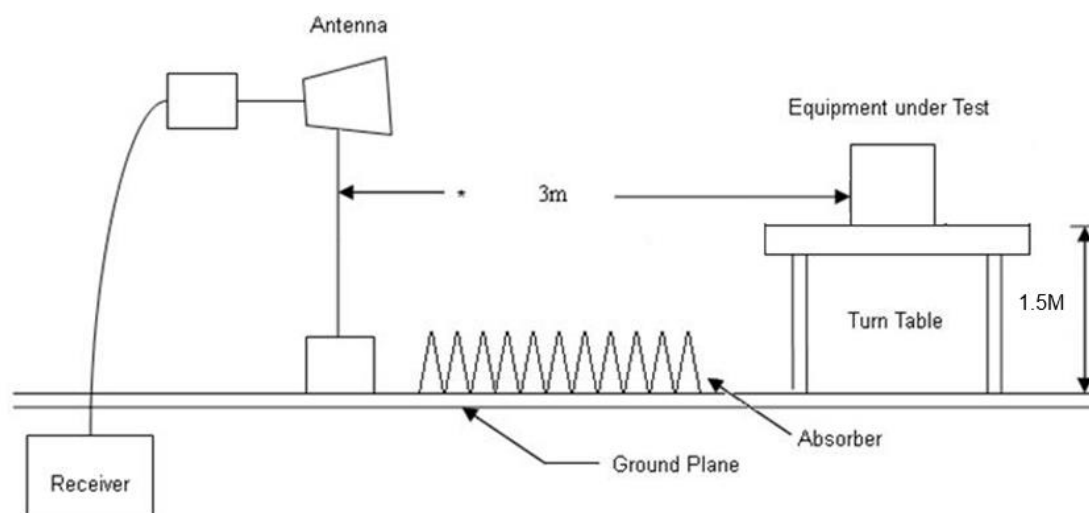 Antenna
Equipment under Test
* 3m
1.5M
Turn Table
Absorber
Ground Plane
Receiver